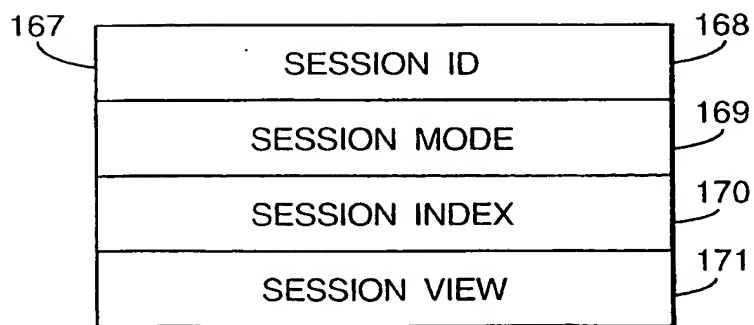 167
168
SESSION ID
169
SESSION MODE
170
SESSION INDEX
171
SESSION VIEW